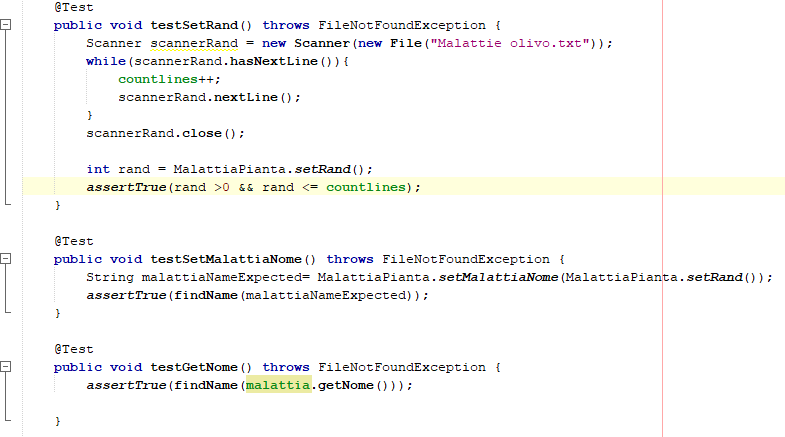 @Test
public void testSetRand() throws FileNotFoundException {
Scanner scannerRand = new Scanner(new File("Malattie olivo.txt"));
while(scannerRand.hasNextLine()){
countlines++;
scannerRand.nextLine();
}
scannerRand.close();
int rand = MalattiaPianta.setRand();
assertTrue(rand >0 && rand <= countlines);
}
@Test
public void testSetMalattiaNome() throws FileNotFoundException {
String malattiaNameExpected= MalattiaPianta.setMalattiaNome(MalattiaPianta.setRand());
assertTrue(findName(malattiaNameExpected));
}
@Test
public void testGetNome() throws FileNotFoundException {
assertTrue(findName(malattia.getNome()));
}